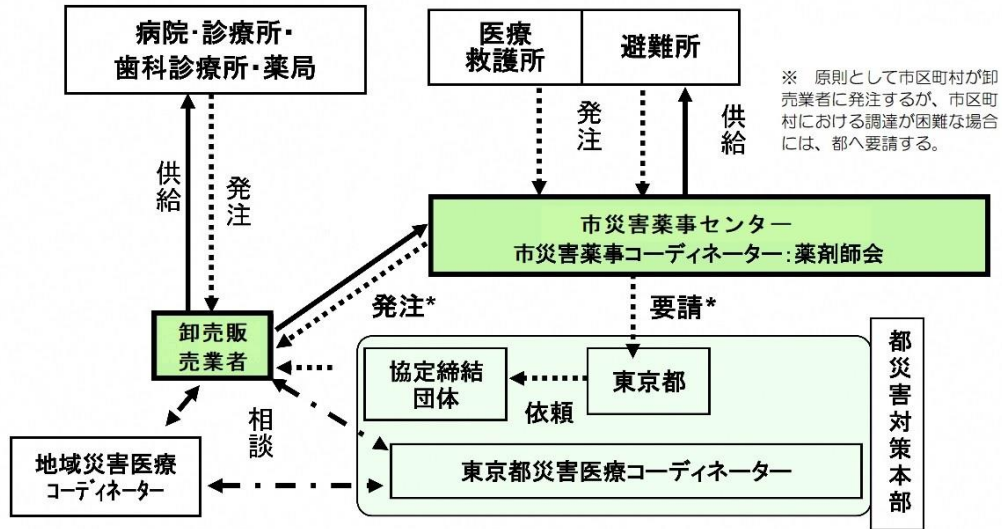 病院・診療所・
歯科診療所・薬局
医療
救護所
避難所
※　原則として市区町村が卸
売業者に発注するが、市区町
村における調達が困難な場合
には、都へ要請する。
供給
発注
発注
供給
市災害薬事センター
市災害薬事コーディネーター：薬剤師会
発注*
要請*
卸売販
売業者
協定締結
団体
依頼
東京都
都災害対策本部
相談
地域災害医療
コーディネーター
東京都災害医療コーディネーター